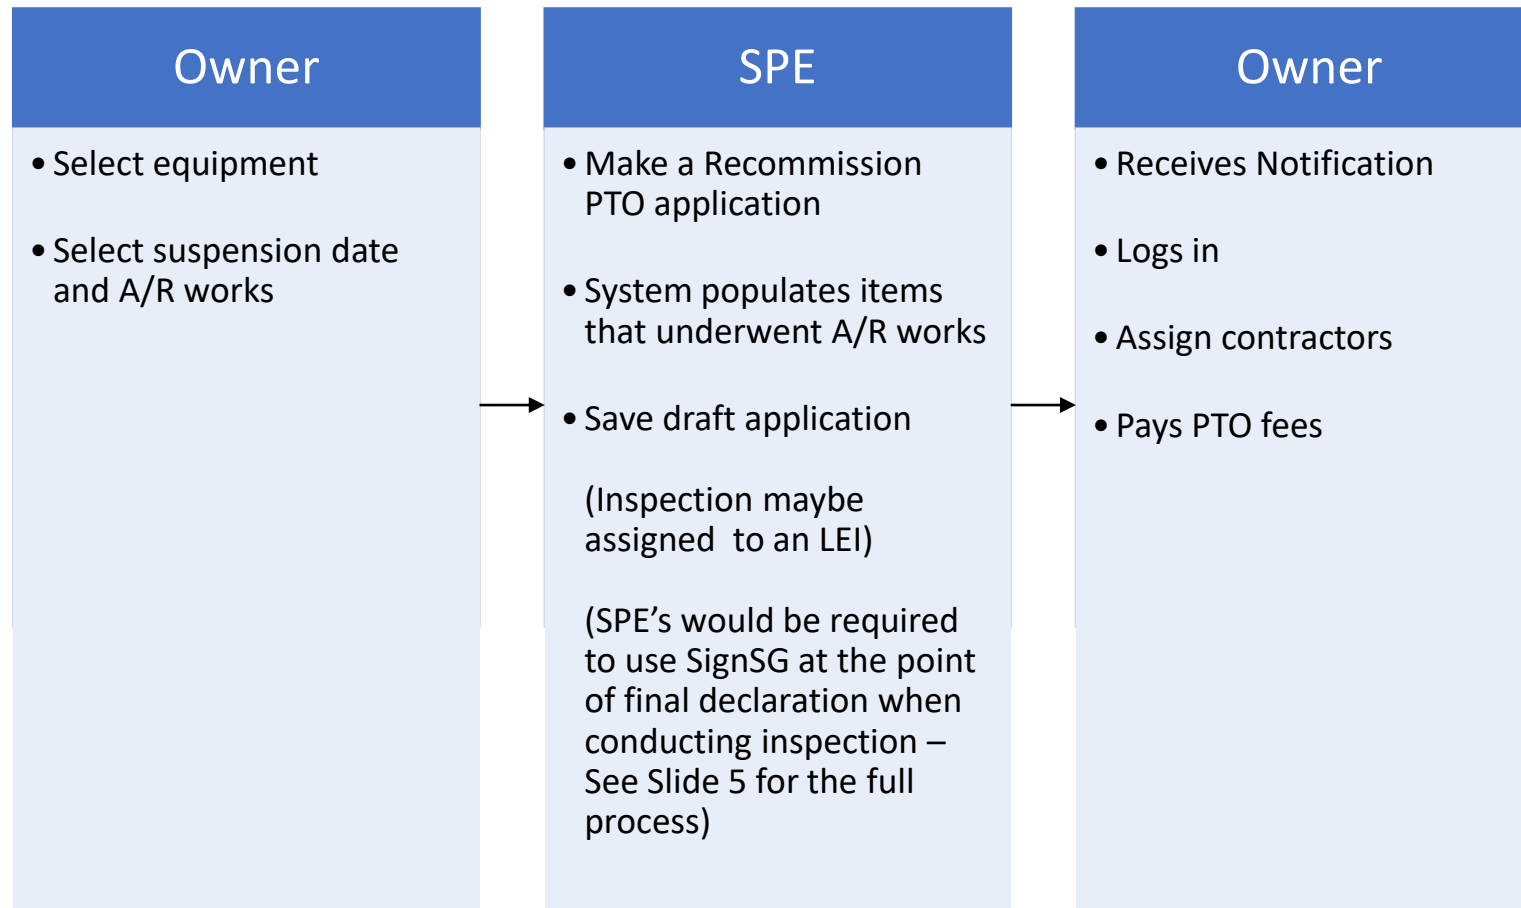 Owner
• Select equipment
• Select suspension date
and A/R works
SPE
• Make a Recommission
PTO application
• System populates items
that underwent A/R works
• Save draft application
(Inspection maybe
assigned  to an LEI)
(SPE’s would be required
to use SignSG at the point
of final declaration when
conducting inspection –
See Slide 5 for the full
process)
Owner
• Receives Notification
• Logs in
• Assign contractors
• Pays PTO fees